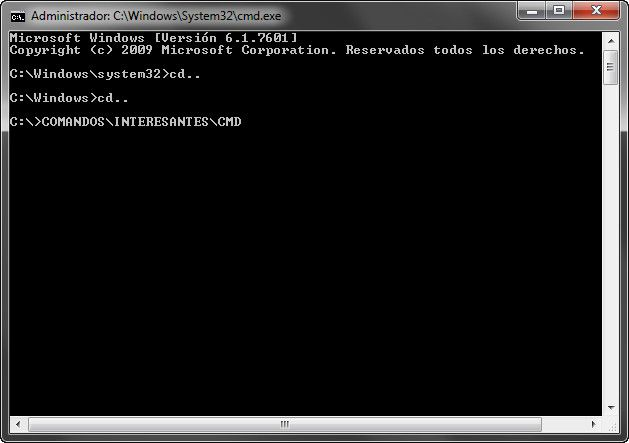 Administrador: C:\Windows\System32\cmd.exe
Microsoft Windows [Versión 6.1.7601]
Copyright (c) 2009 Microsoft Corporation. Reservados todos los derechos.
C:\Windows\system32>cd..
C:\Windows>cd..
C:\>COMANDOS\INTERESANTES\CMD